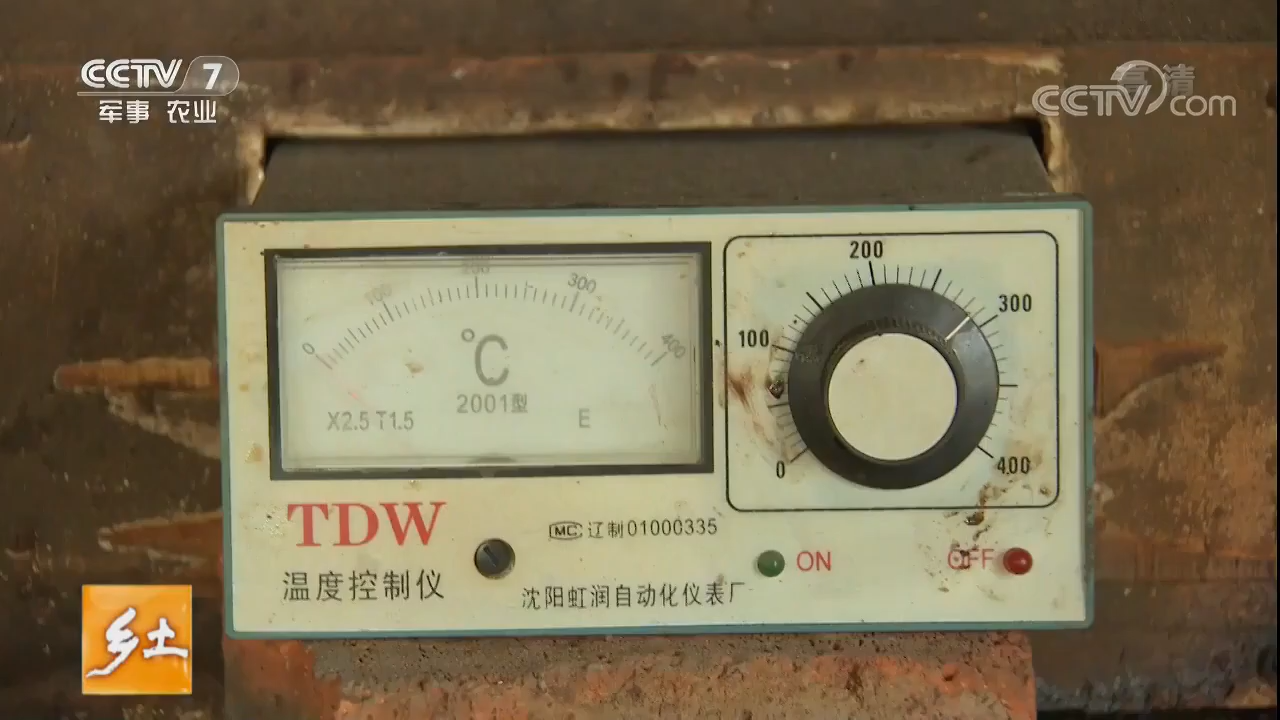 CCTV 7
军事 农业
高清
CCTV.com
0 100 200 300 400
℃
2001型
X2.5 T1.5
E
0 100 200 300 400
TDW
温度控制仪
MC 辽制01000335
沈阳虹润自动化仪表厂
ON
OFF
乡土